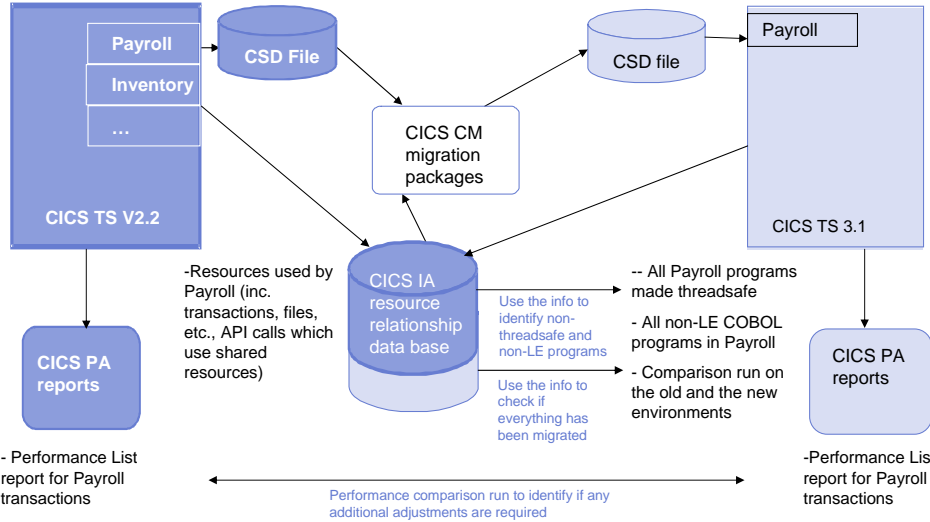 Payroll
Inventory
...
CICS TS V2.2
CSD File
CICS CM
migration
packages
CSD file
Payroll
CICS TS 3.1
-Resources used by
Payroll (inc.
transactions, files,
etc., API calls which
use shared
resources)
CICS IA
resource
relationship
data base
Use the info to
identify non-
threadsafe and
non-LE programs
Use the info to
check if
everything has
been migrated
-- All Payroll programs
made threadsafe
- All non-LE COBOL
programs in Payroll
- Comparison run on
the old and the new
environments
CICS PA
reports
- Performance List
report for Payroll
transactions
CICS PA
reports
-Performance Lis
report for Payroll
transactions
Performance comparison run to identify if any
additional adjustments are required